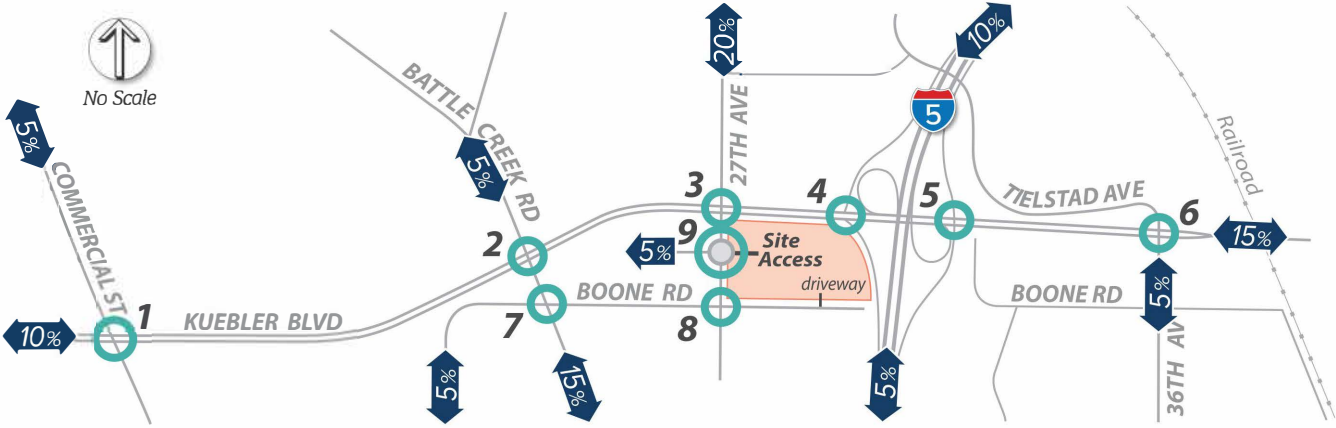 No Scale
5%
COMMERCIAL ST
10%
1
KUEBLER BLVD
BATTLE CREEK RD
5%
2
7
5%
15%
BOONE RD
20%
27TH AVE
3
9
5%
Site
Access
driveway
8
4
10%
5
5
5%
TIELSTAD AVE
6
15%
Railroad
BOONE RD
5%
36TH AV